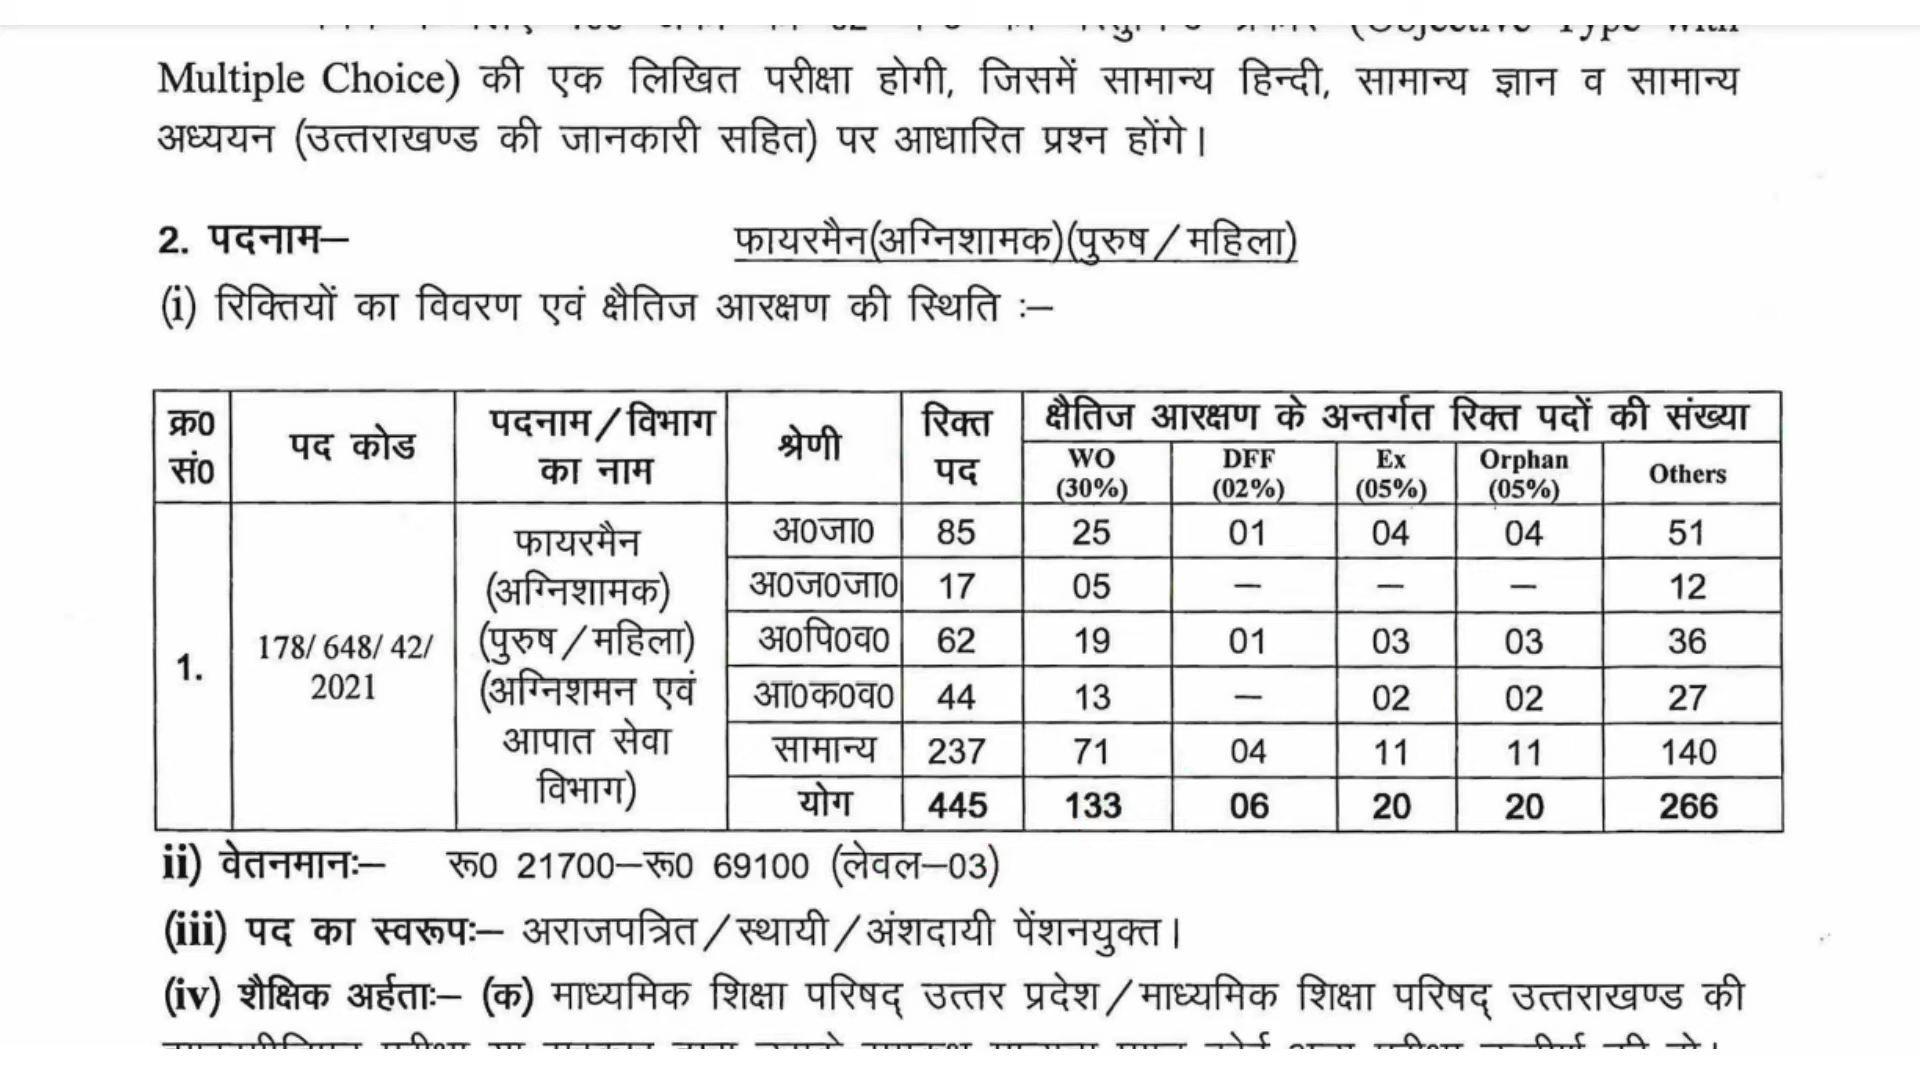 Multiple Choice) की एक लिखित परीक्षा होगी, जिसमें सामान्य हिन्दी, सामान्य ज्ञान व सामान्य
अध्ययन (उत्तराखण्ड की जानकारी सहित) पर आधारित प्रश्न होंगे।
2. पदनाम– फायरमैन(अग्निशामक)(पुरुष/महिला)
(i) रिक्तियों का विवरण एवं क्षैतिज आरक्षण की स्थिति :–
क्र0 सं0 पद कोड पदनाम/विभाग का नाम श्रेणी रिक्त पद क्षैतिज आरक्षण के अन्तर्गत रिक्त पदों की संख्या
WO (30%) DFF (02%) Ex (05%) Orphan (05%) Others
1. 178/ 648/ 42/ 2021 फायरमैन (अग्निशामक) (पुरुष/महिला) (अग्निशमन एवं आपात सेवा विभाग)
अ0जा0 85 25 01 04 04 51
अ0ज0जा0 17 05 – – – 12
अ0पि0व0 62 19 01 03 03 36
आ0क0व0 44 13 – 02 02 27
सामान्य 237 71 04 11 11 140
योग 445 133 06 20 20 266
ii) वेतनमानः– रू0 21700–रू0 69100 (लेवल–03)
(iii) पद का स्वरूपः– अराजपत्रित/स्थायी/अंशदायी पेंशनयुक्त।
(iv) शैक्षिक अर्हताः– (क) माध्यमिक शिक्षा परिषद् उत्तर प्रदेश/माध्यमिक शिक्षा परिषद् उत्तराखण्ड की